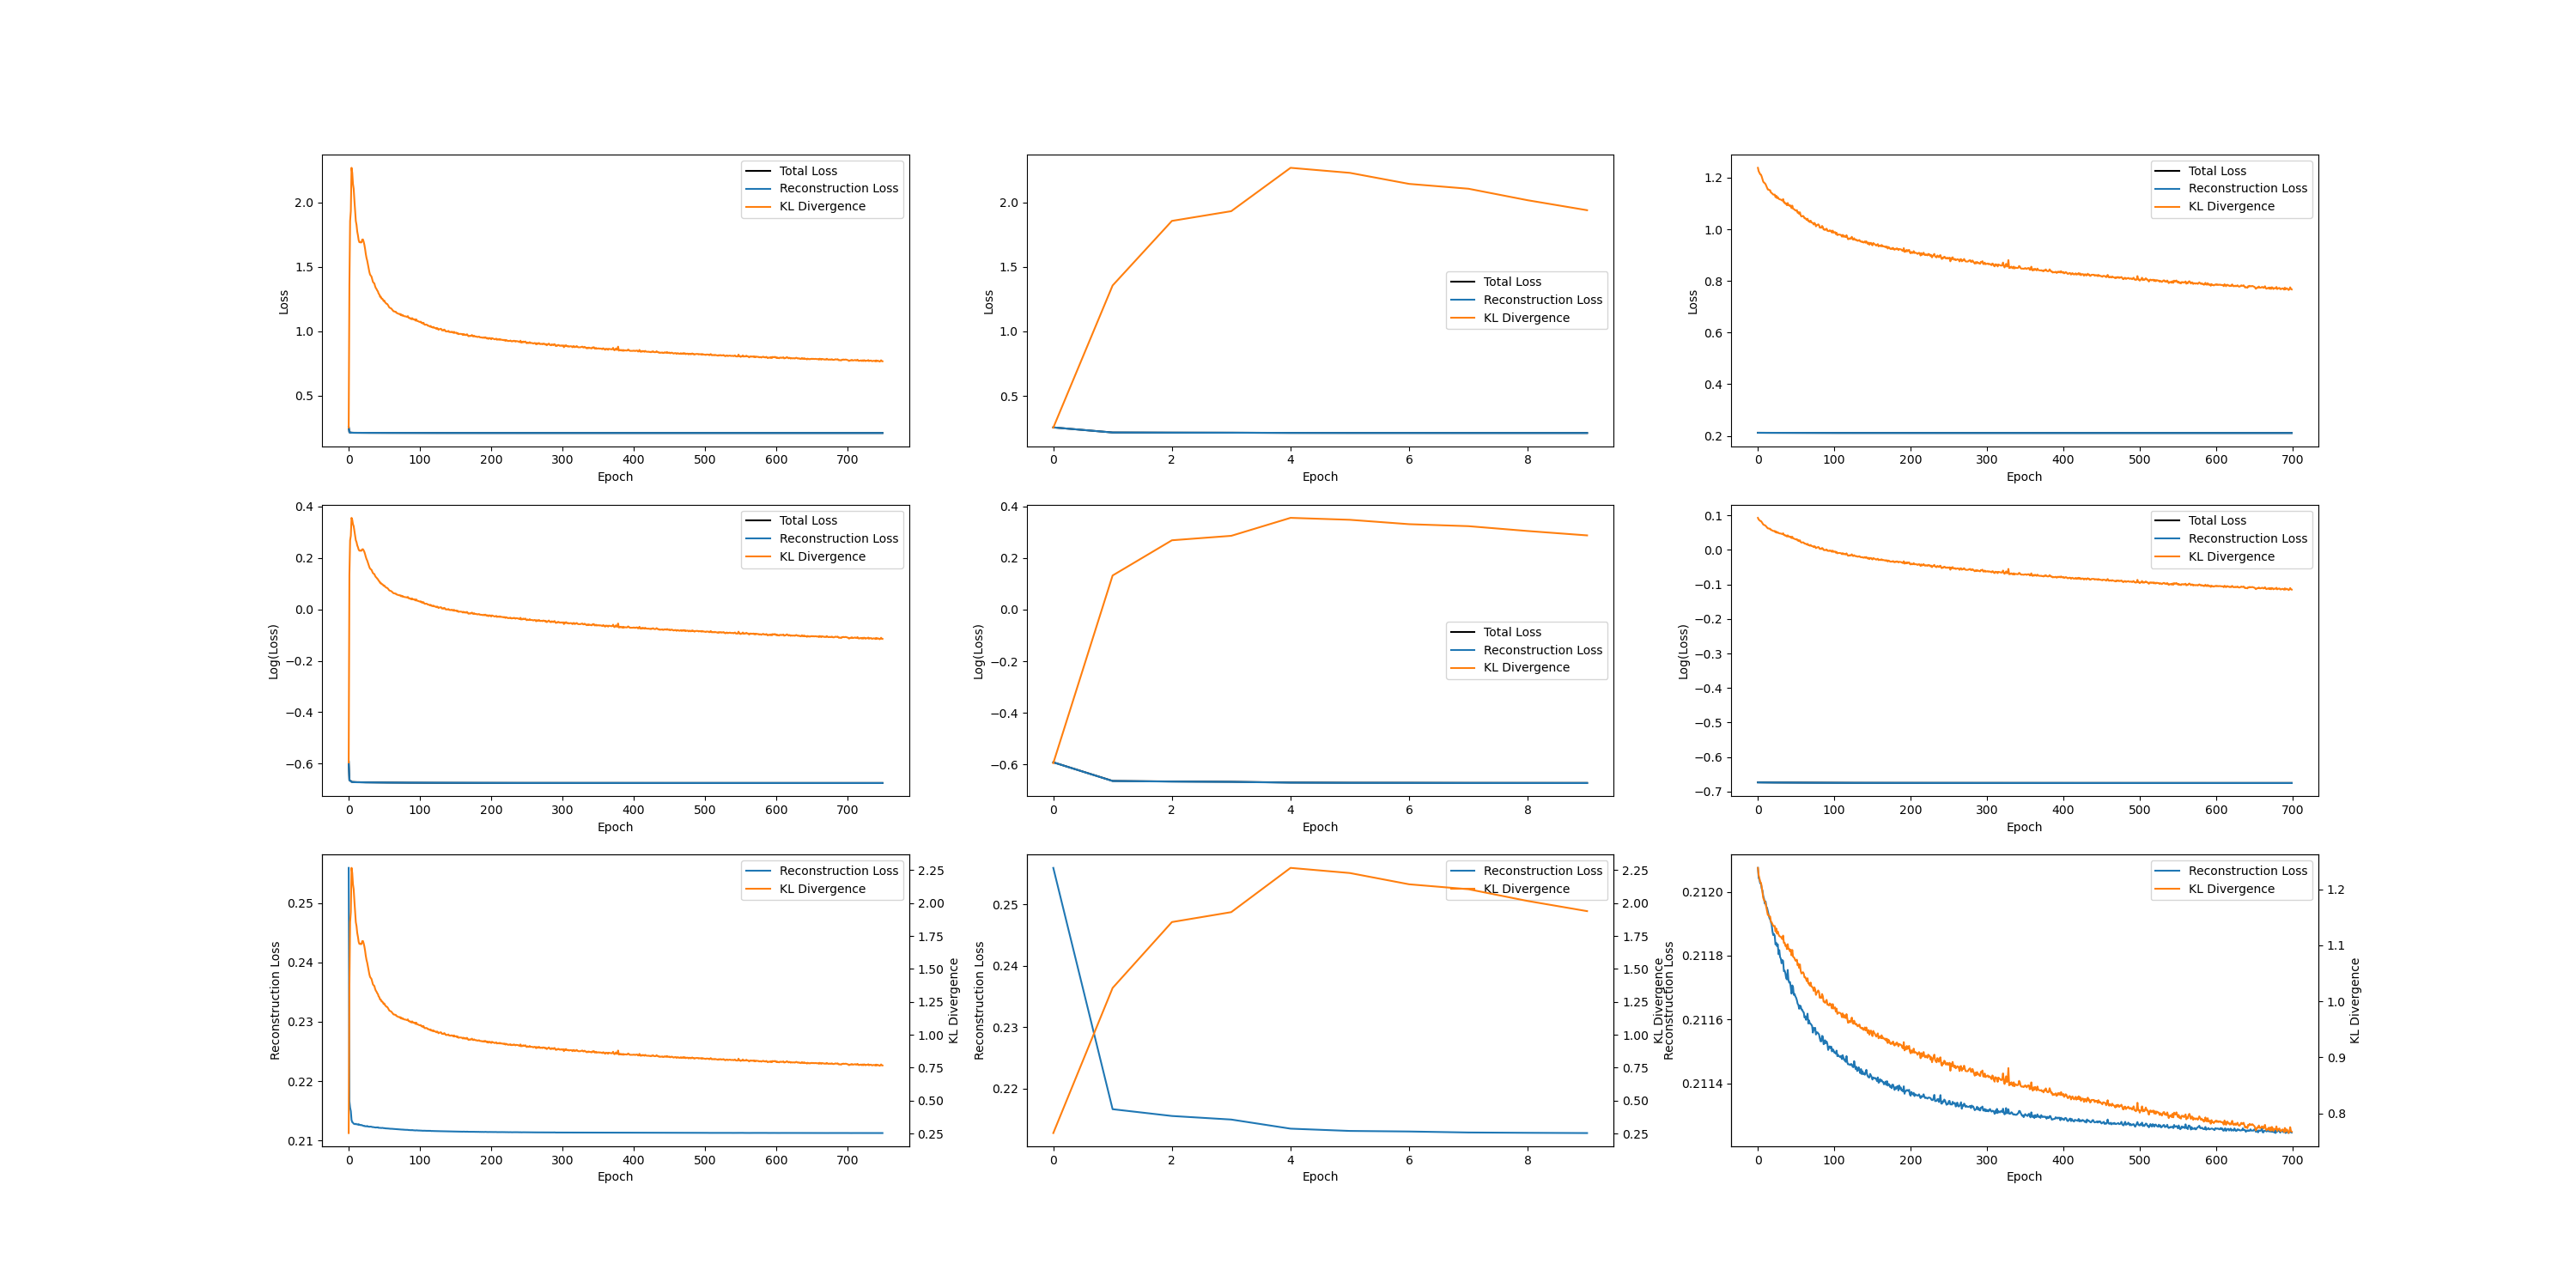 Total Loss
Reconstruction Loss
KL Divergence
Loss
2.0
1.5
1.0
0.5
0 100 200 300 400 500 600 700
Epoch
Total Loss
Reconstruction Loss
KL Divergence
Loss
2.0
1.5
1.0
0.5
0 2 4 6 8
Epoch
Total Loss
Reconstruction Loss
KL Divergence
Loss
1.2
1.0
0.8
0.6
0.4
0.2
0 100 200 300 400 500 600 700
Epoch
Total Loss
Reconstruction Loss
KL Divergence
Log(Loss)
0.4
0.2
0.0
−0.2
−0.4
−0.6
0 100 200 300 400 500 600 700
Epoch
Total Loss
Reconstruction Loss
KL Divergence
Log(Loss)
0.4
0.2
0.0
−0.2
−0.4
−0.6
0 2 4 6 8
Epoch
Total Loss
Reconstruction Loss
KL Divergence
Log(Loss)
0.1
0.0
−0.1
−0.2
−0.3
−0.4
−0.5
−0.6
−0.7
0 100 200 300 400 500 600 700
Epoch
Reconstruction Loss
KL Divergence
Reconstruction Loss
0.25
0.24
0.23
0.22
0.21
0 100 200 300 400 500 600 700
Epoch
2.25
2.00
1.75
1.50
1.25
1.00
0.75
0.50
0.25
KL Divergence
Reconstruction Loss
KL Divergence
Reconstruction Loss
0.25
0.24
0.23
0.22
0 2 4 6 8
Epoch
2.25
2.00
1.75
1.50
1.25
1.00
0.75
0.50
0.25
KL Divergence
Reconstruction Loss
KL Divergence
Reconstruction Loss
0.2120
0.2118
0.2116
0.2114
0 100 200 300 400 500 600 700
Epoch
1.2
1.1
1.0
0.9
0.8
KL Divergence